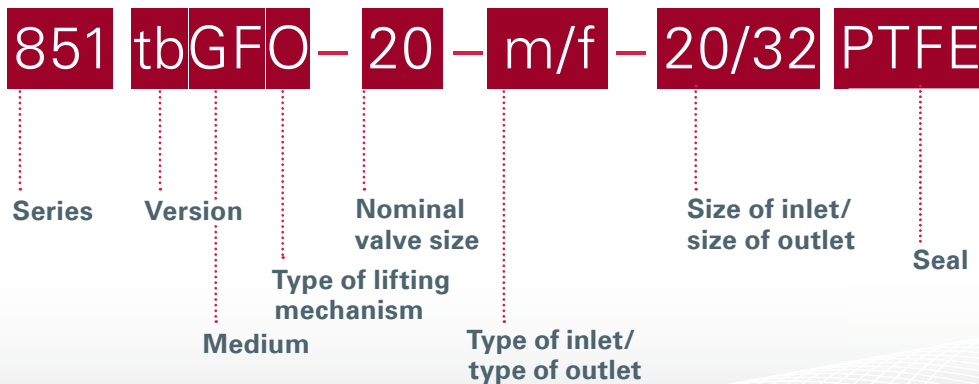 851 tbGFO – 20 – m/f – 20/32 PTFE
Series
Version
Nominal
valve size
Size of inlet/
size of outlet
Seal
Type of lifting
mechanism
Medium
Type of inlet/
type of outlet